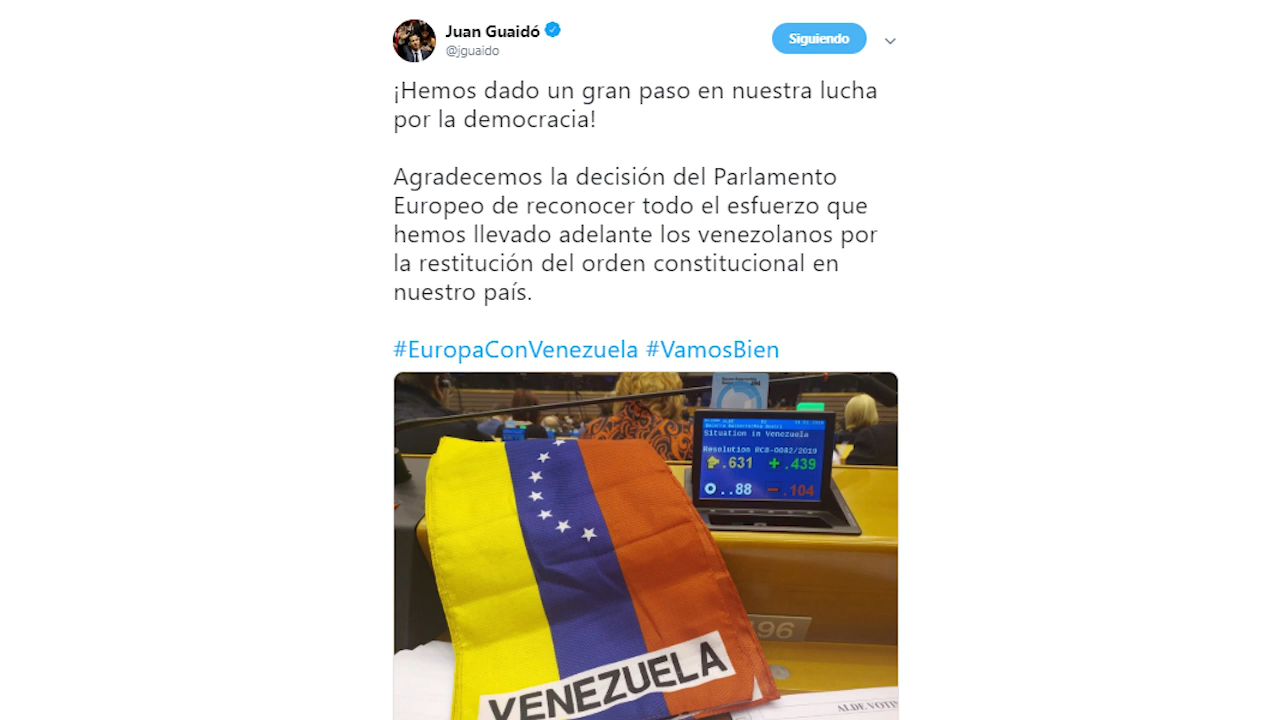 Juan Guaidó
@jguaido
Siguiendo
¡Hemos dado un gran paso en nuestra lucha
por la democracia!
Agradecemos la decisión del Parlamento
Europeo de reconocer todo el esfuerzo que
hemos llevado adelante los venezolanos por
la restitución del orden constitucional en
nuestro país.
#EuropaConVenezuela #VamosBien
Situation in Venezuela
Resolution RC8-0082/2019
.631 + .439
..88 - .104
196
VENEZUELA
ALDE VOTIN